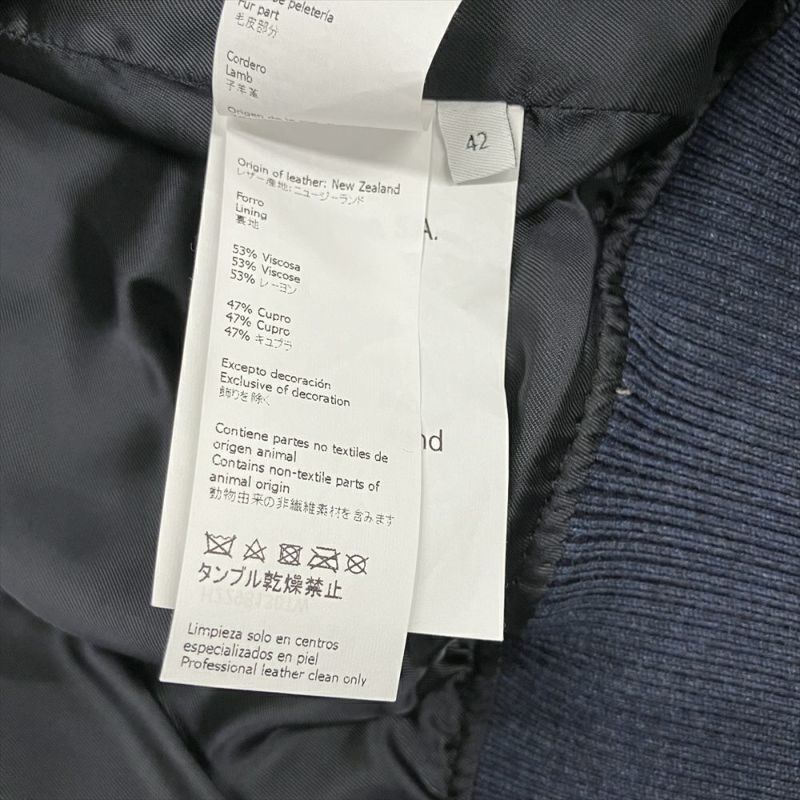 de peletería
Fur part
毛皮部分
Cordero
Lamb
子羊革
Origen de
42
Origin of leather: New Zealand
レザー産地:ニュージーランド
Forro
Lining
裏地
53% Viscosa
53% Viscose
53% レーヨン
47% Cupro
47% Cupro
47% キュプラ
Excepto decoración
Exclusive of decoration
飾りを除く
Contiene partes no textiles de
origen animal
Contains non-textile parts of
animal origin
動物由来の非繊維素材を含みます
タンブル乾燥禁止
Limpieza solo en centros
especializados en piel
Professional leather clean only
A.
nd